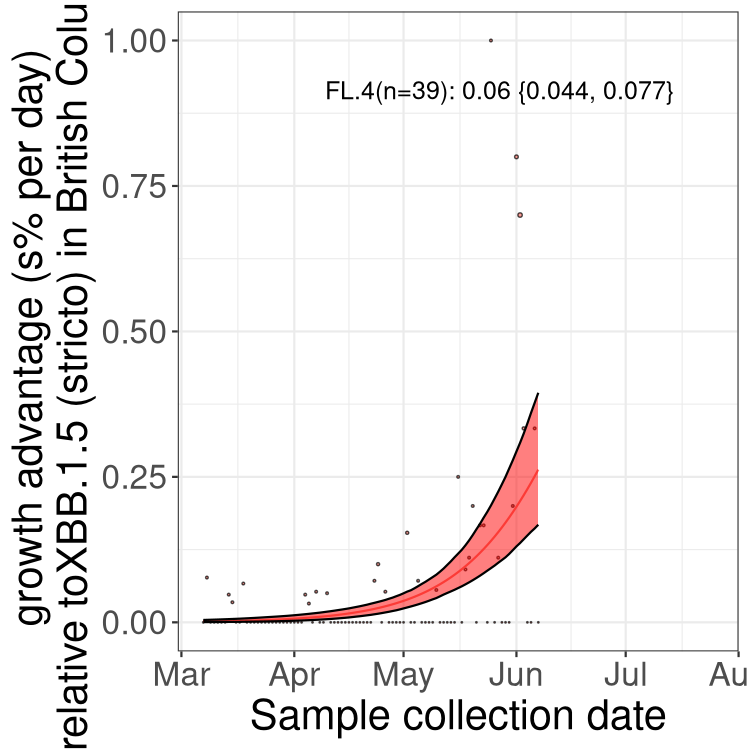 growth advantage (s% per day)
relative toXBB.1.5 (stricto) in British Colu
1.00
0.75
0.50
0.25
0.00
FL.4(n=39): 0.06 {0.044, 0.077}
Mar Apr May Jun Jul Au
Sample collection date